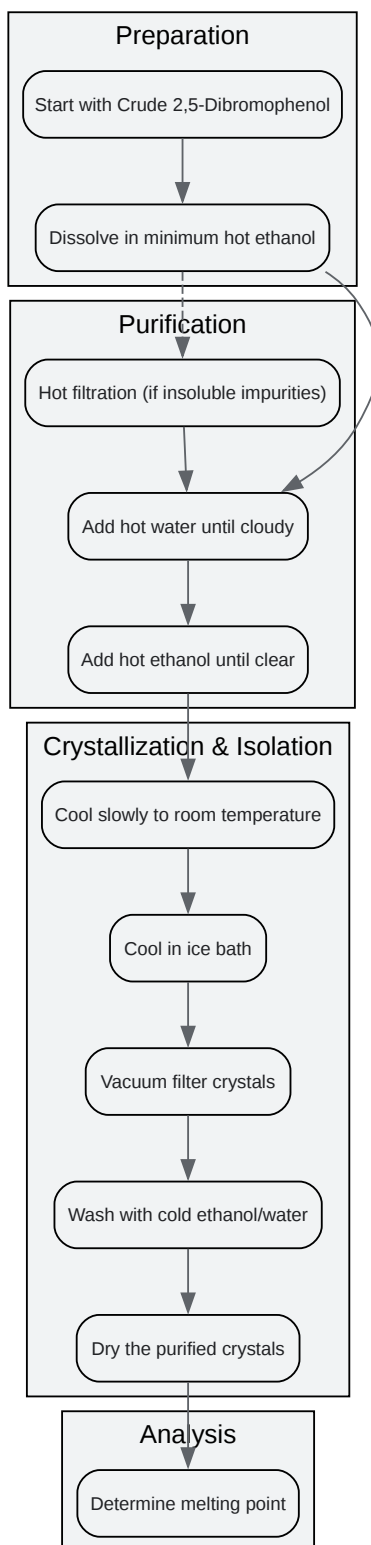 Preparation
Start with Crude 2,5-Dibromophenol
Dissolve in minimum hot ethanol
Purification
Hot filtration (if insoluble impurities)
Add hot water until cloudy
Add hot ethanol until clear
Crystallization & Isolation
Cool slowly to room temperature
Cool in ice bath
Vacuum filter crystals
Wash with cold ethanol/water
Dry the purified crystals
Analysis
Determine melting point